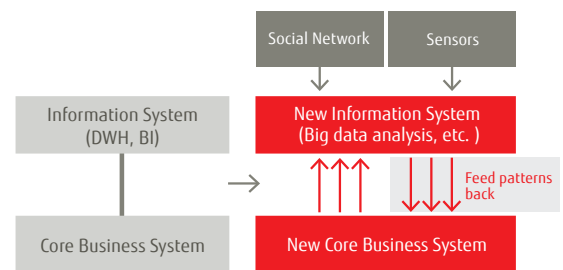 Social Network
Sensors
Information System
(DWH, BI)
New Information System
(Big data analysis, etc. )
Feed patterns
back
Core Business System
New Core Business System